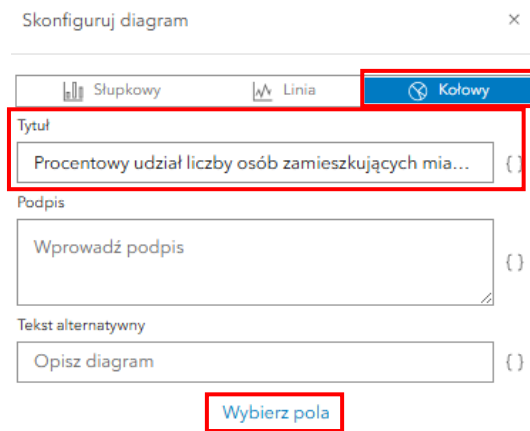 Skonfiguruj diagram ×
Słupkowy Linia Kołowy
Tytuł
Procentowy udział liczby osób zamieszkujących mia... { }
Podpis
Wprowadź podpis { }
Tekst alternatywny
Opisz diagram { }
Wybierz pola